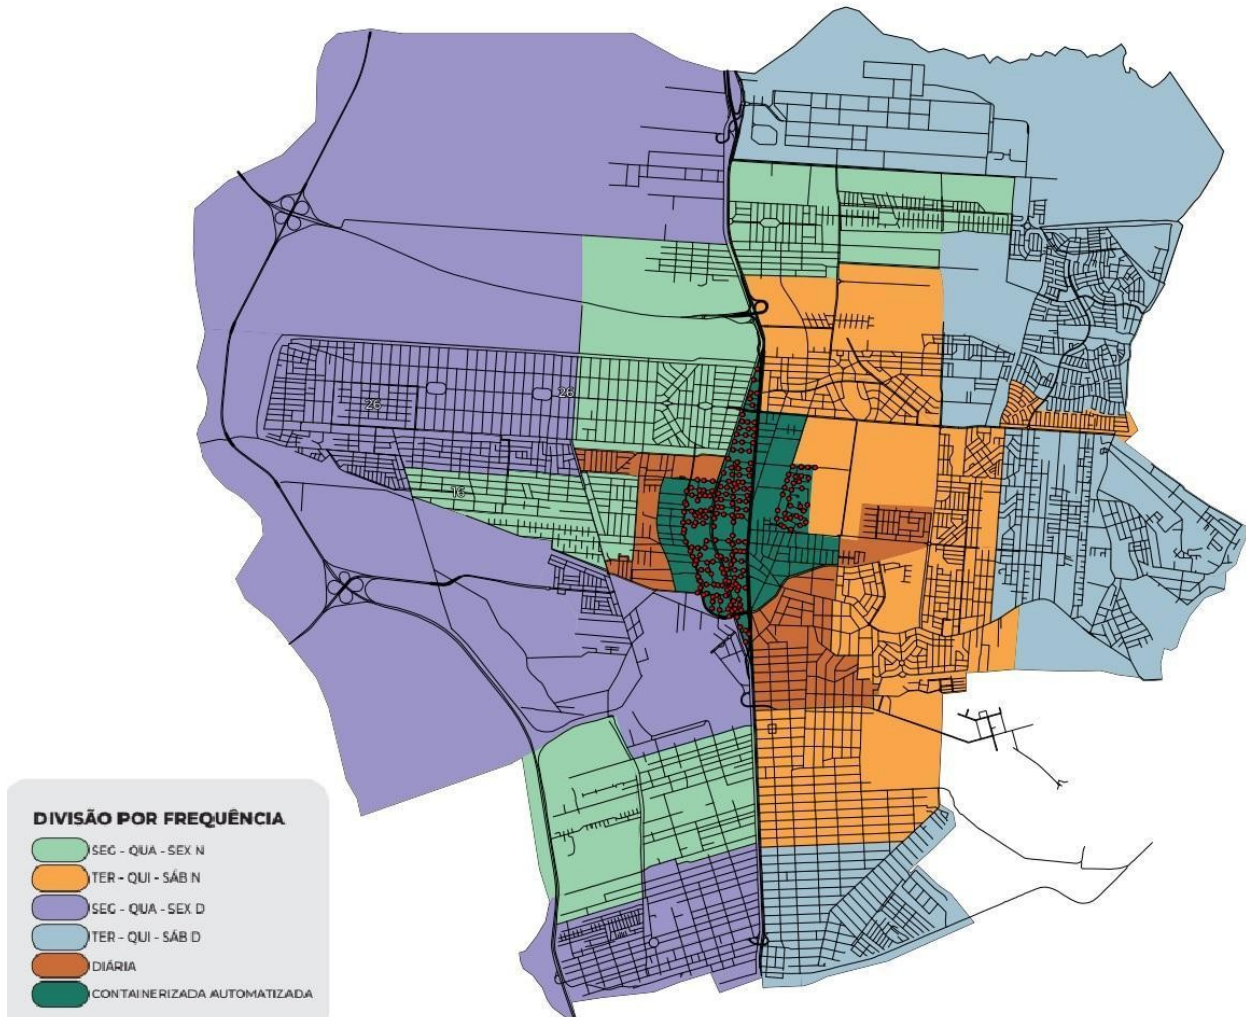 26
26
16
DIVISÃO POR FREQUÊNCIA
SEG - QUA - SEX N
TER - QUI - SÁB N
SEG - QUA - SEX D
TER - QUI - SÁB D
DIÁRIA
CONTAINERIZADA AUTOMATIZADA